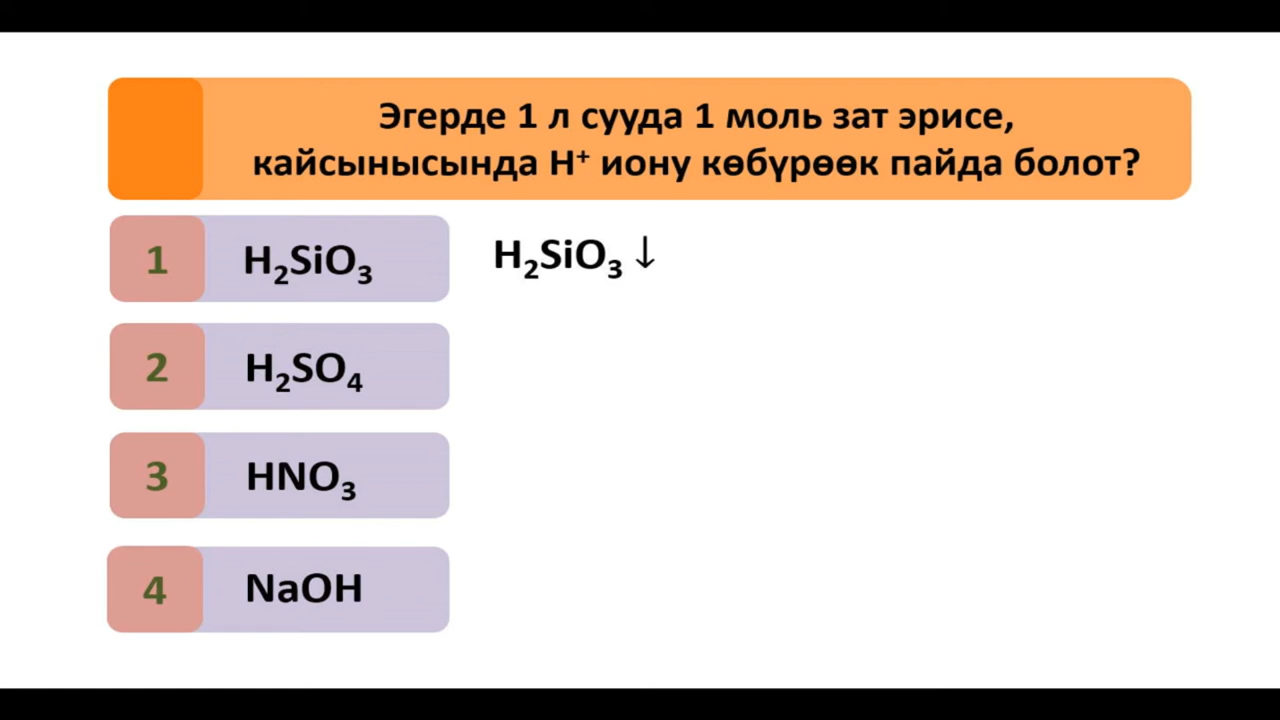 Эгерде 1 л сууда 1 моль зат эрисе,
кайсынысында H⁺ иону көбүрөөк пайда болот?
1 H₂SiO₃ H₂SiO₃ ↓
2 H₂SO₄
3 HNO₃
4 NaOH